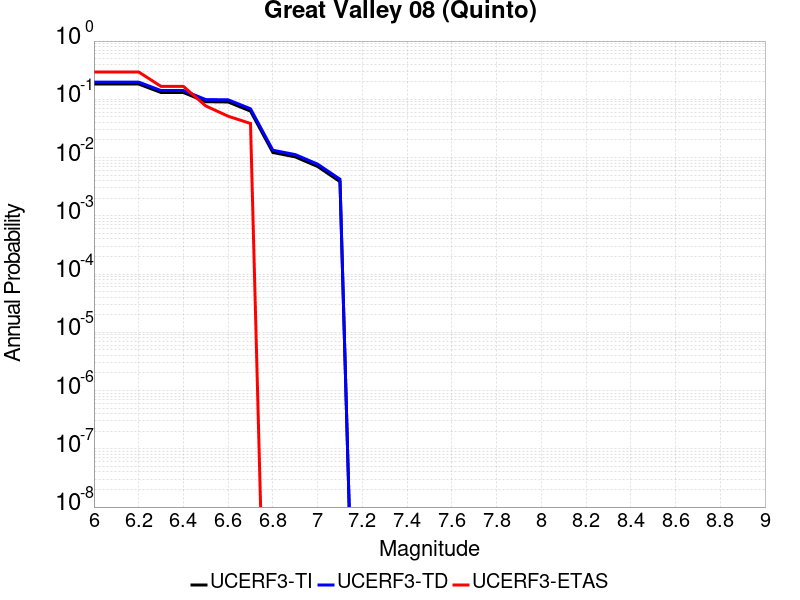 Great Valley 08 (Quinto)
10^0
10^-1
10^-2
10^-3
10^-4
10^-5
10^-6
10^-7
10^-8
Annual Probability
6 6.2 6.4 6.6 6.8 7 7.2 7.4 7.6 7.8 8 8.2 8.4 8.6 8.8 9
Magnitude
UCERF3-TI UCERF3-TD UCERF3-ETAS